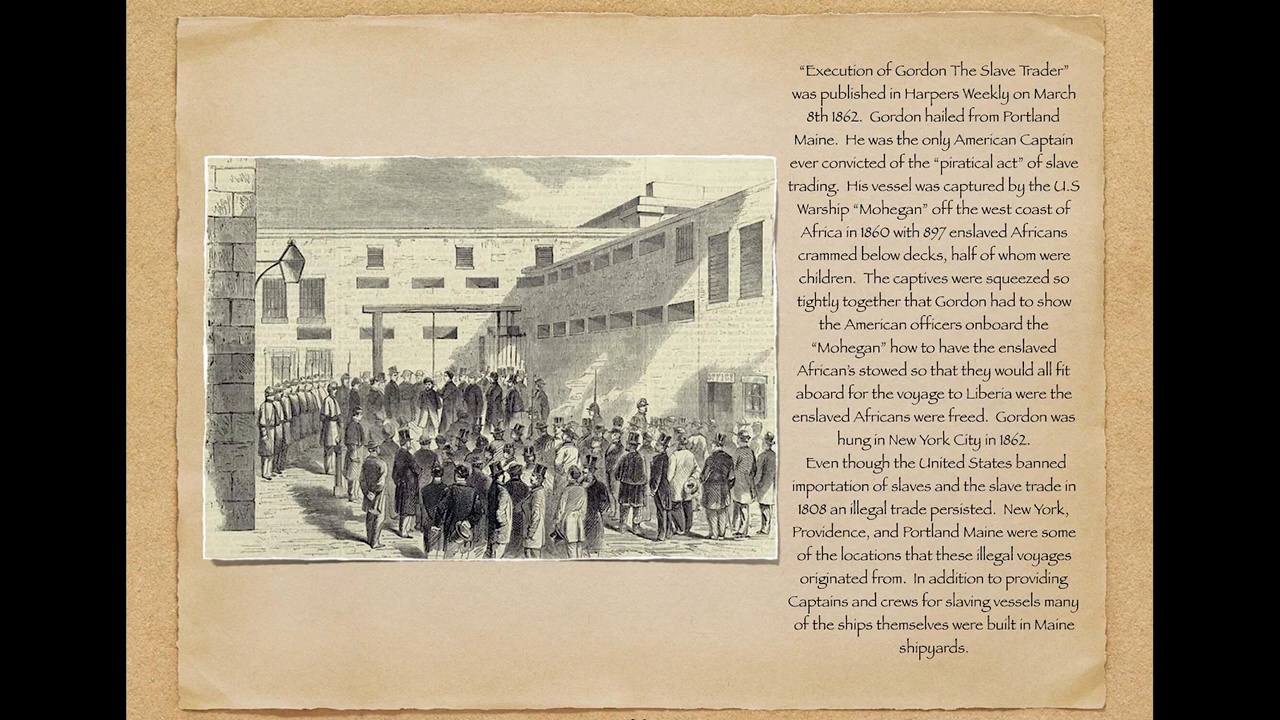 “Execution of Gordon The Slave Trader”
was published in Harpers Weekly on March
8th 1862.  Gordon hailed from Portland
Maine.  He was the only American Captain
ever convicted of the “piratical act” of slave
trading.  His vessel was captured by the U.S
Warship “Mohegan” off the west coast of
Africa in 1860 with 897 enslaved Africans
crammed below decks, half of whom were
children.  The captives were squeezed so
tightly together that Gordon had to show
the American officers onboard the
“Mohegan” how to have the enslaved
African’s stowed so that they would all fit
aboard for the voyage to Liberia were the
enslaved Africans were freed.  Gordon was
hung in New York City in 1862.
Even though the United States banned
importation of slaves and the slave trade in
1808 an illegal trade persisted.  New York,
Providence, and Portland Maine were some
of the locations that these illegal voyages
originated from.  In addition to providing
Captains and crews for slaving vessels many
of the ships themselves were built in Maine
shipyards.
OFFICE